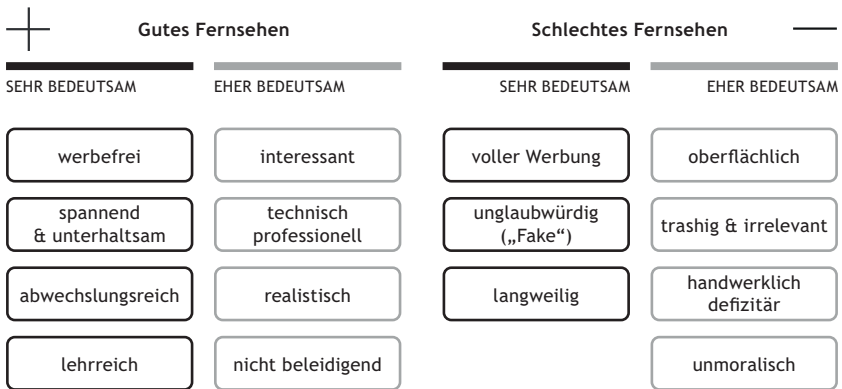 Gutes Fernsehen
Schlechtes Fernsehen
SEHR BEDEUTSAM
EHER BEDEUTSAM
SEHR BEDEUTSAM
EHER BEDEUTSAM
werbefrei
interessant
voller Werbung
oberflächlich
spannend
& unterhaltsam
technisch
professionell
unglaubwürdig
(„Fake“)
trashig & irrelevant
abwechslungsreich
realistisch
langweilig
handwerklich
defizitär
lehrreich
nicht beleidigend
unmoralisch